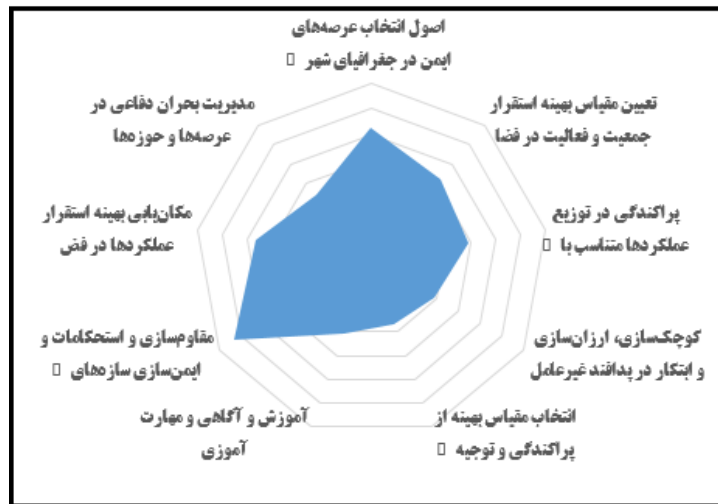 اصول انتخاب عرصه‌های
ایمن در جغرافیای شهر
تعیین مقیاس بهینه استقرار
جمعیت و فعالیت در فضا
پراکندگی در توزیع
عملکردها متناسب با
کوچک‌سازی، ارزان‌سازی
و ابتکار در پدافند غیرعامل
انتخاب مقیاس بهینه از
پراکندگی و توجیه
آموزش و آگاهی و مهارت
آموزی
مقاوم‌سازی و استحکامات و
ایمن‌سازی سازه‌های
مکان‌یابی بهینه استقرار
عملکردها در فض
مدیریت بحران دفاعی در
عرصه‌ها و حوزه‌ها